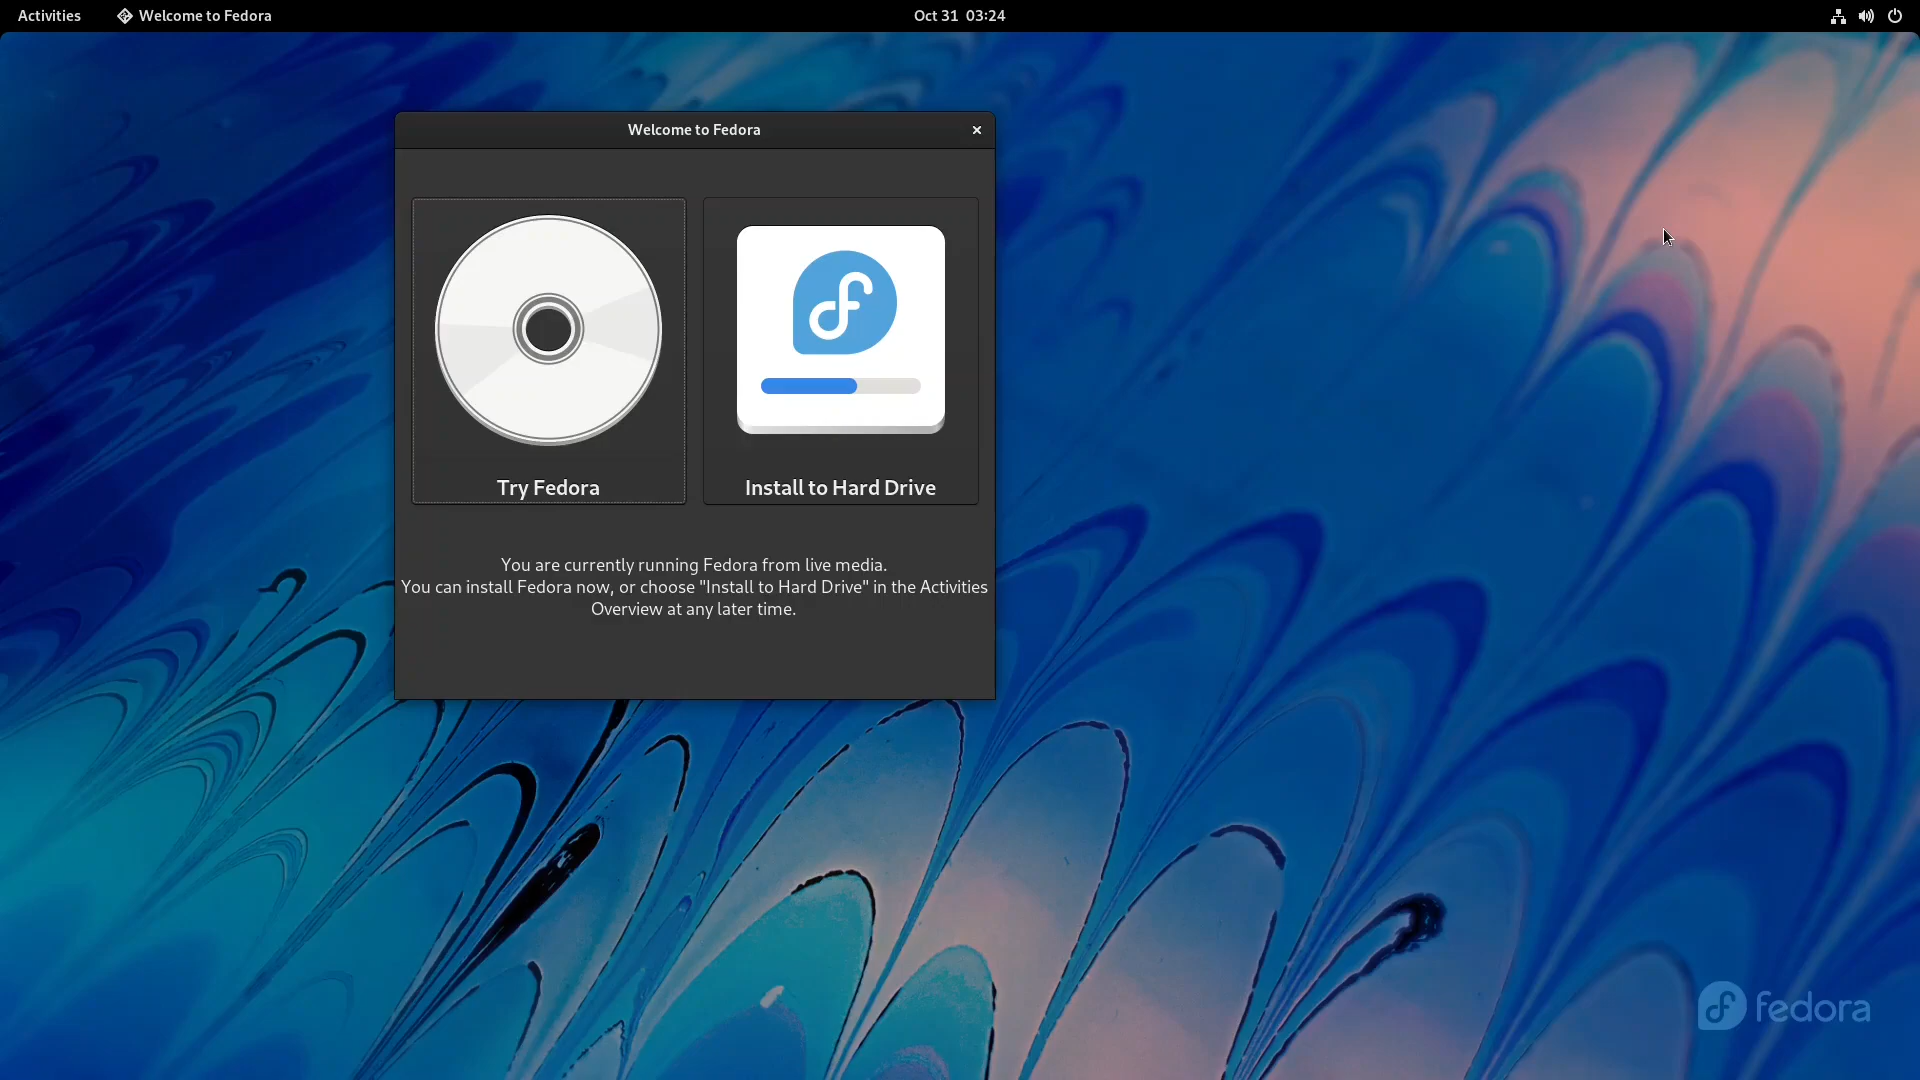 Activities
Welcome to Fedora
Oct 31 03:24
Welcome to Fedora
Try Fedora
Install to Hard Drive
You are currently running Fedora from live media.
You can install Fedora now, or choose "Install to Hard Drive" in the Activities
Overview at any later time.
fedora